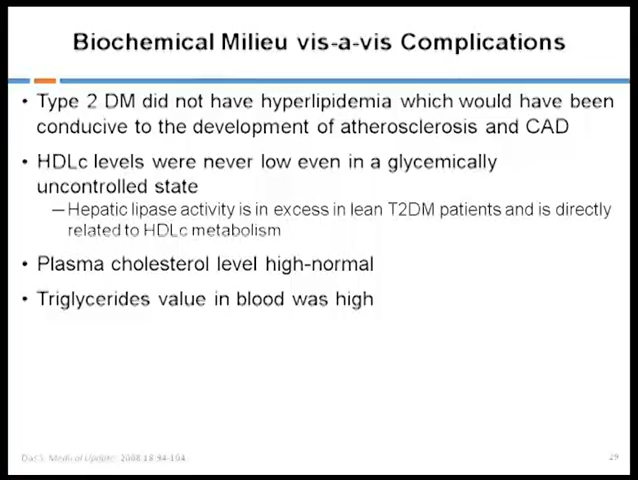 Biochemical Milieu vis-a-vis Complications
• Type 2 DM did not have hyperlipidemia which would have been
conducive to the development of atherosclerosis and CAD
• HDLc levels were never low even in a glycemically
uncontrolled state
– Hepatic lipase activity is in excess in lean T2DM patients and is directly
related to HDLc metabolism
• Plasma cholesterol level high-normal
• Triglycerides value in blood was high
Das S. Medical Update. 2008:18:94-104
29